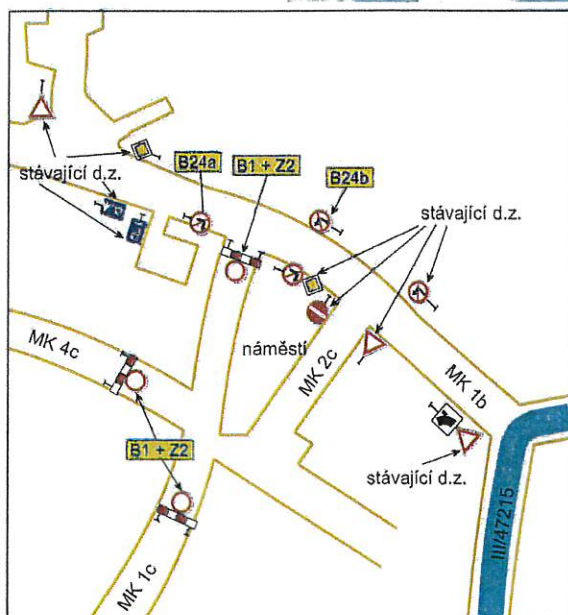 B24a
B1 + Z2
B24b
stávající d.z.
stávající d.z.
MK 4c
náměstí
MK 2c
MK 1b
B1 + Z2
stávající d.z.
III/47215
MK 1c